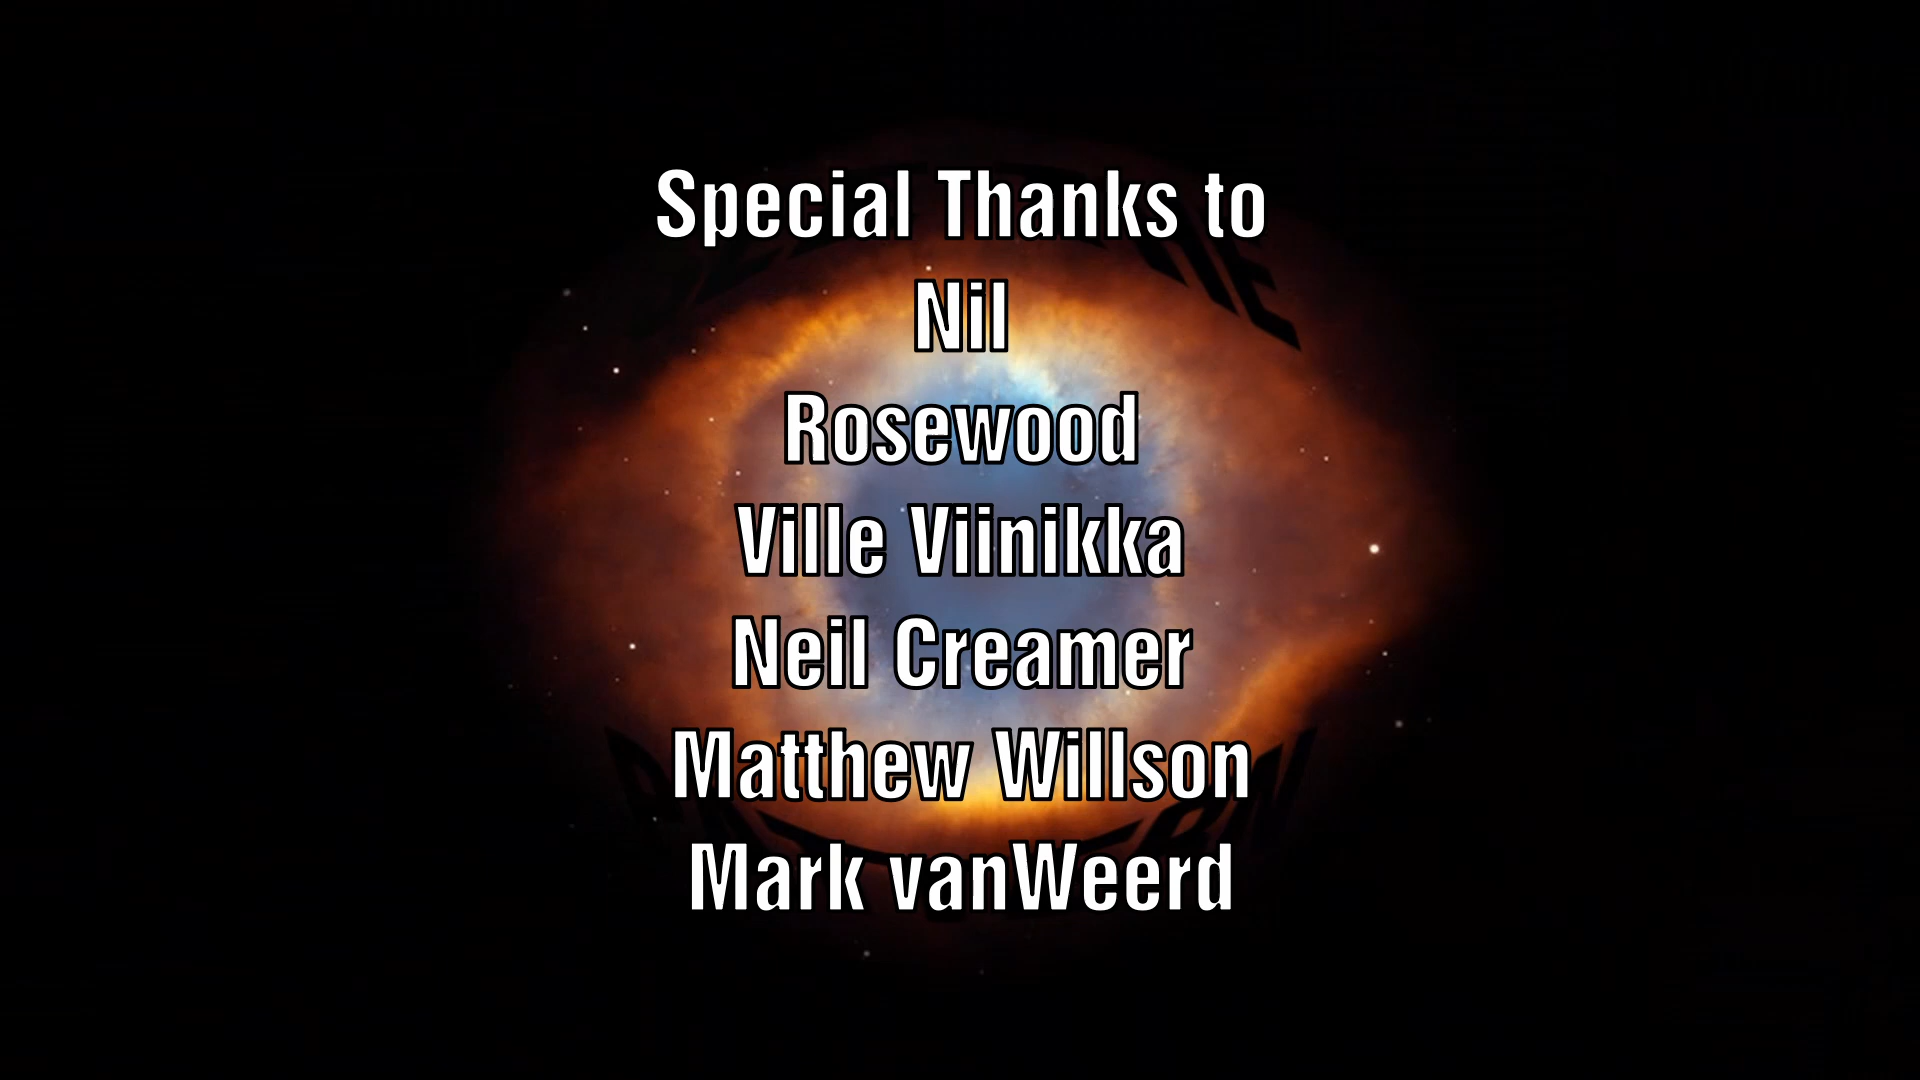 Special Thanks to
Nil
Rosewood
Ville Viinikka
Neil Creamer
Matthew Willson
Mark vanWeerd